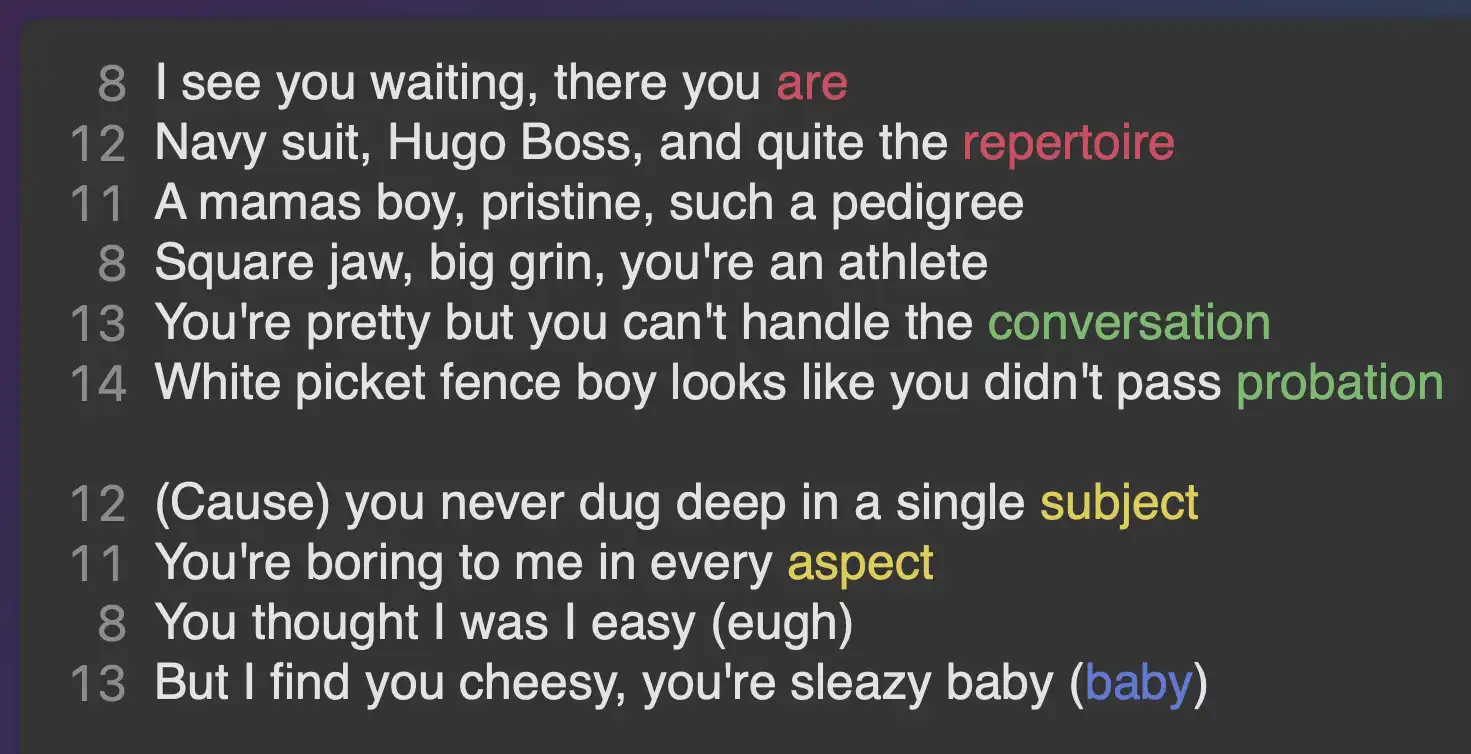 8 I see you waiting, there you are
12 Navy suit, Hugo Boss, and quite the repertoire
11 A mamas boy, pristine, such a pedigree
8 Square jaw, big grin, you're an athlete
13 You're pretty but you can't handle the conversation
14 White picket fence boy looks like you didn't pass probation
12 (Cause) you never dug deep in a single subject
11 You're boring to me in every aspect
8 You thought I was I easy (eugh)
13 But I find you cheesy, you're sleazy baby (baby)